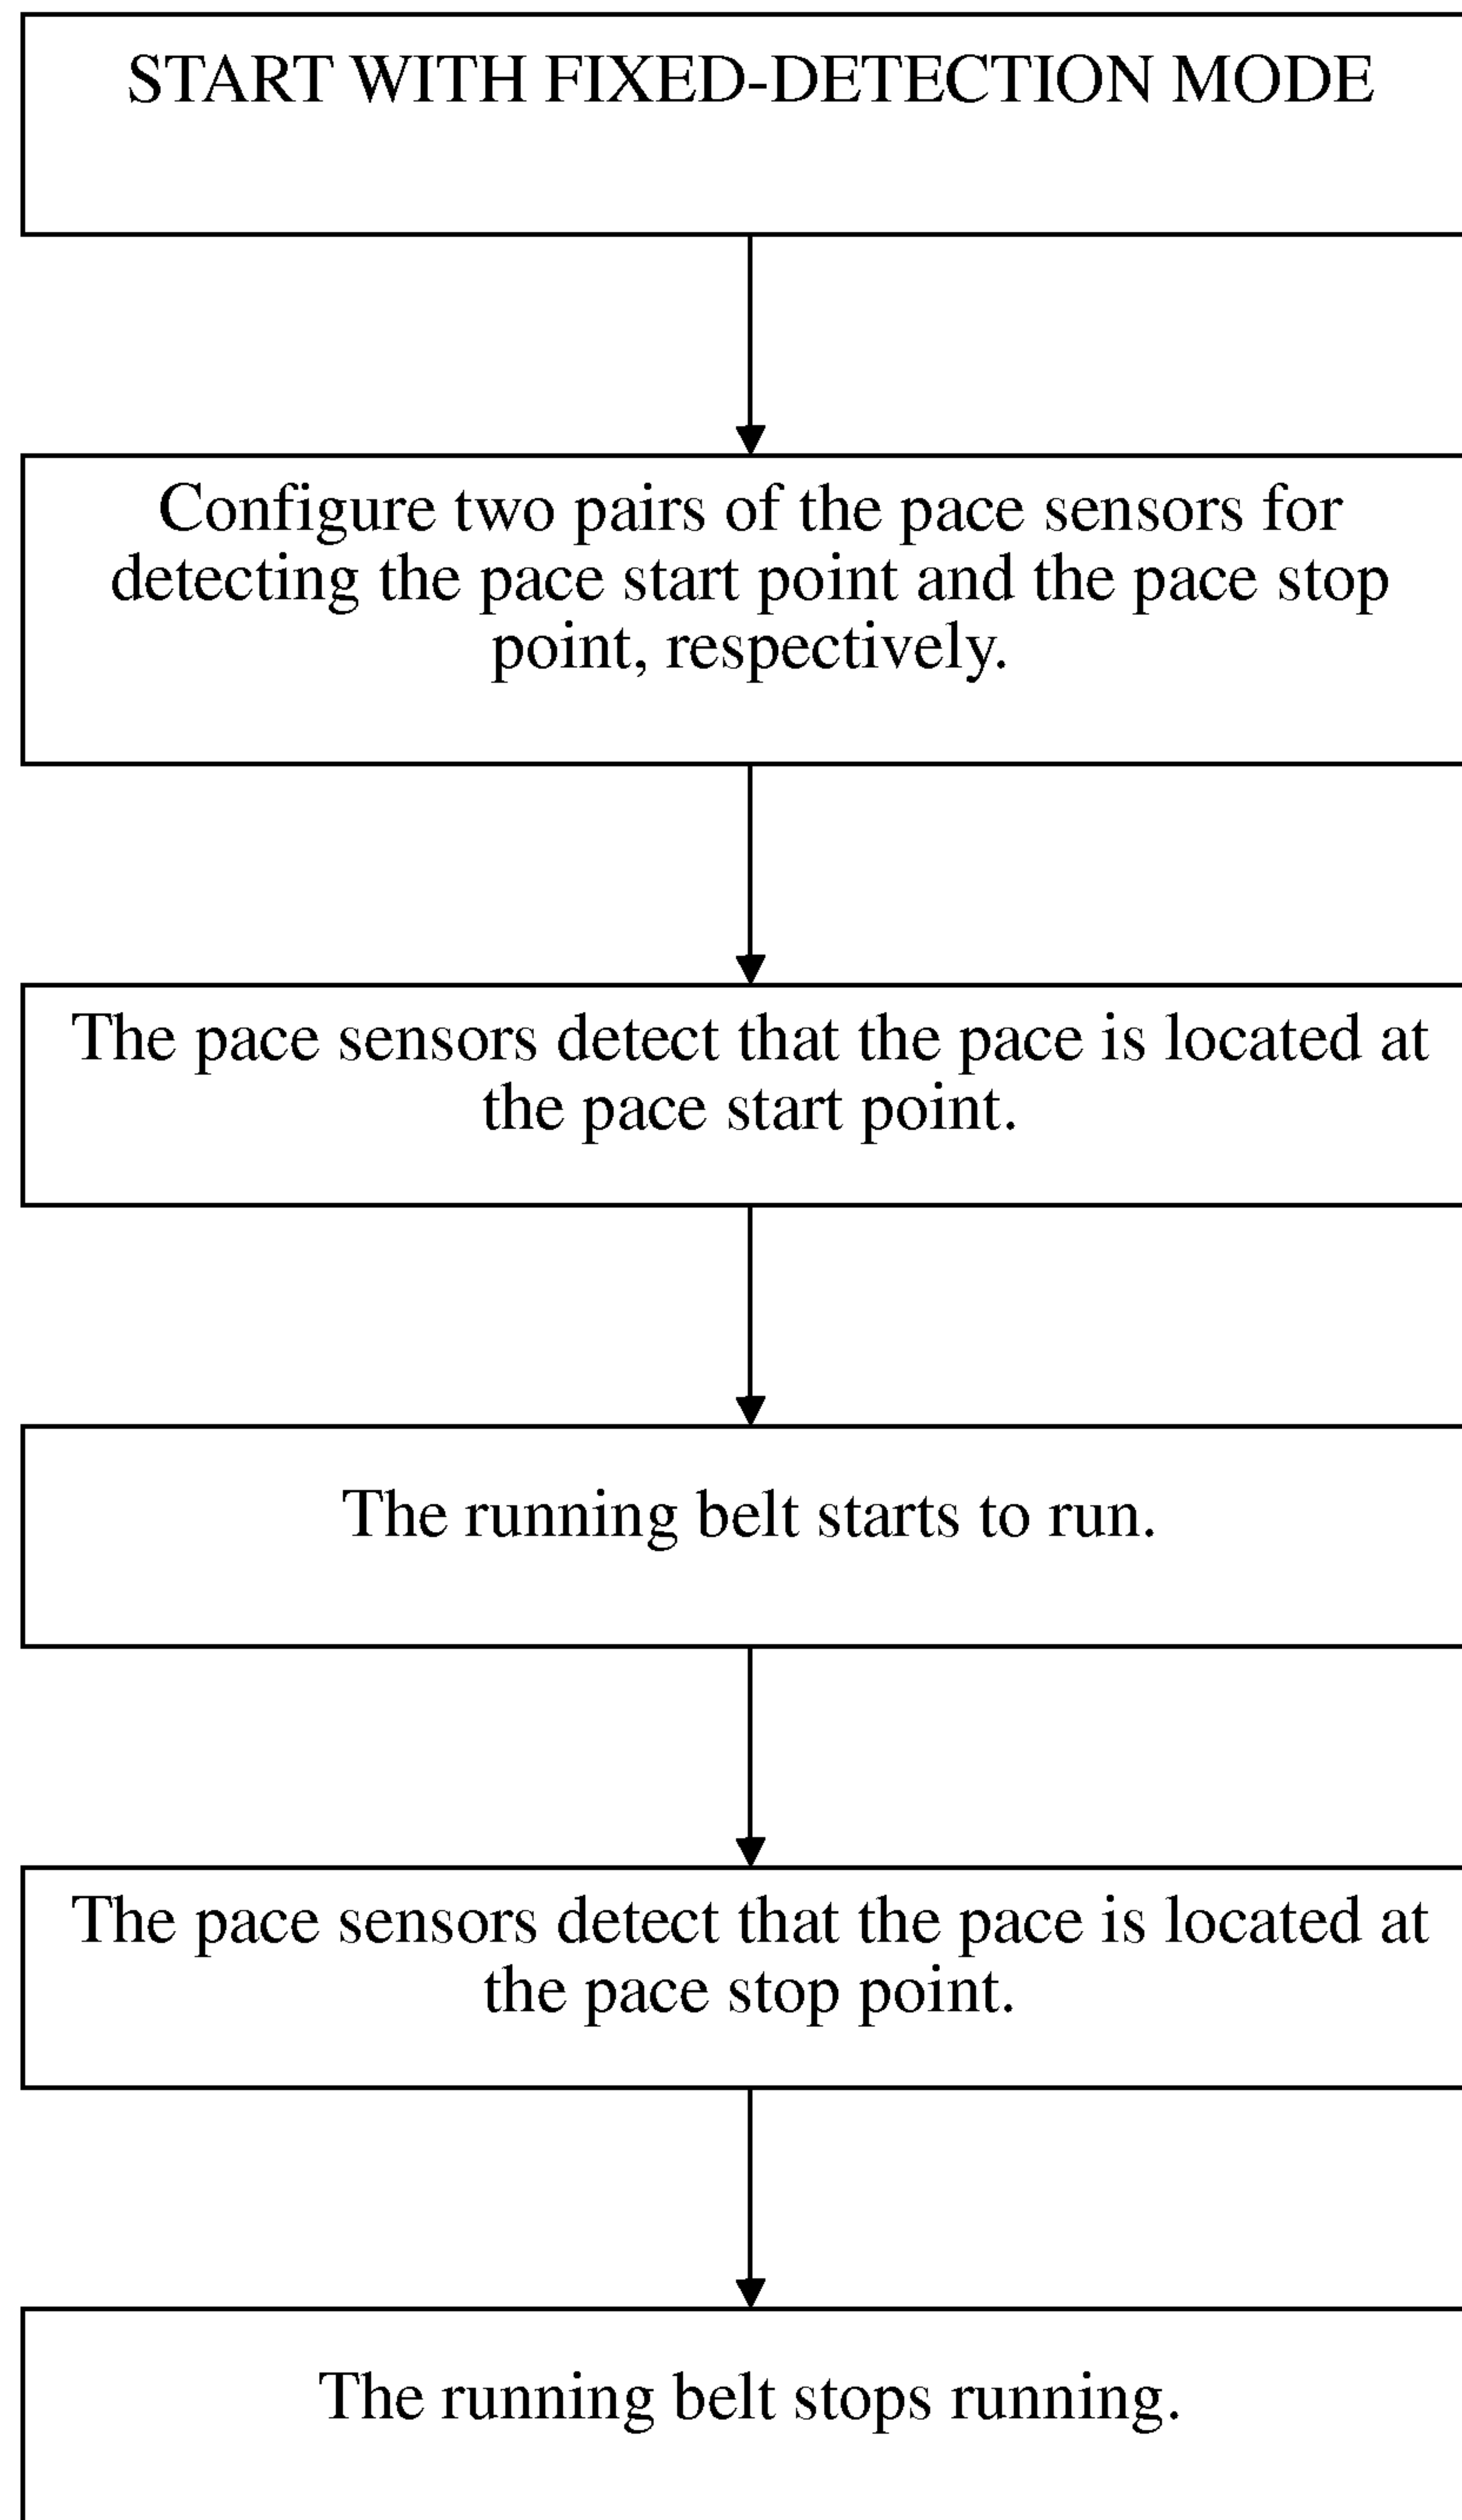 START WITH FIXED-DETECTION MODE
Configure two pairs of the pace sensors for
detecting the pace start point and the pace stop
point, respectively.
The pace sensors detect that the pace is located at
the pace start point.
The running belt starts to run.
The pace sensors detect that the pace is located at
the pace stop point.
The running belt stops running.